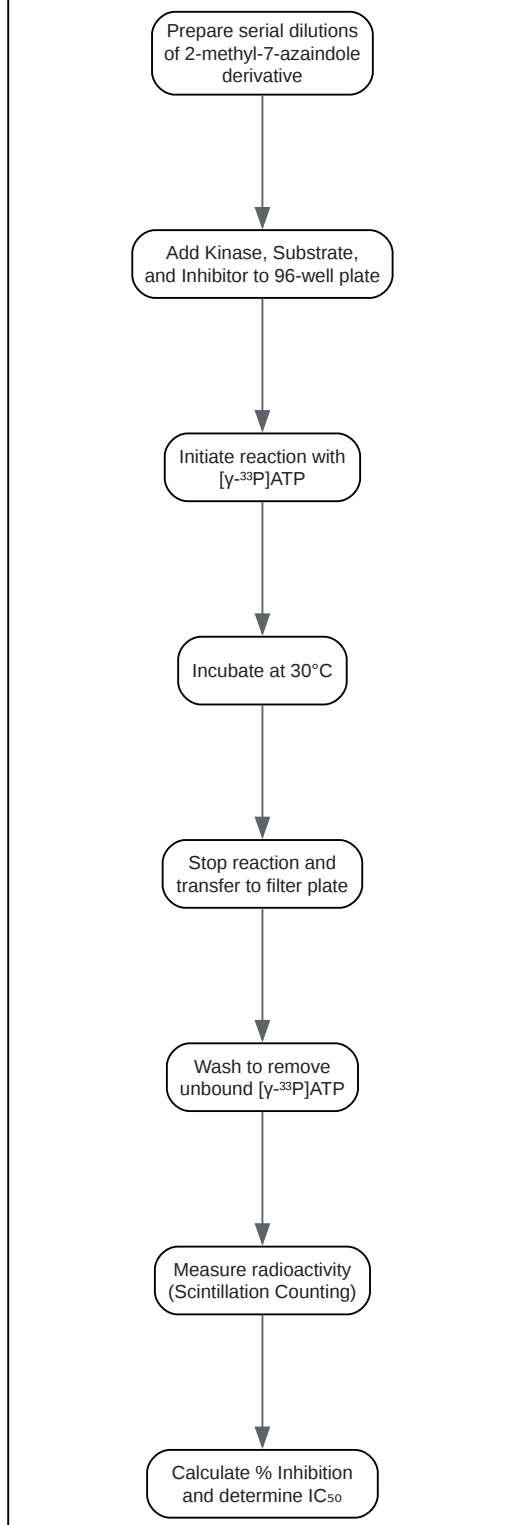 Prepare serial dilutions
of 2-methyl-7-azaindole
derivative
Add Kinase, Substrate,
and Inhibitor to 96-well plate
Initiate reaction with
[γ-³³P]ATP
Incubate at 30°C
Stop reaction and
transfer to filter plate
Wash to remove
unbound [γ-³³P]ATP
Measure radioactivity
(Scintillation Counting)
Calculate % Inhibition
and determine IC₅₀